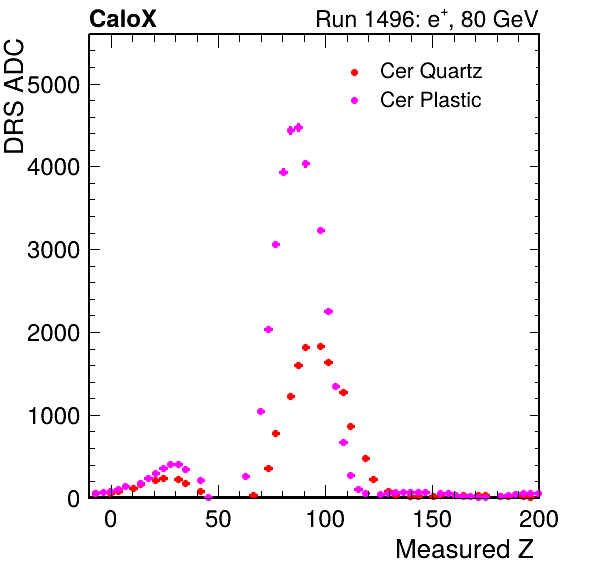 CaloX Run 1496: e⁺, 80 GeV
DRS ADC
Cer Quartz
Cer Plastic
5000
4000
3000
2000
1000
0
0 50 100 150 200
Measured Z